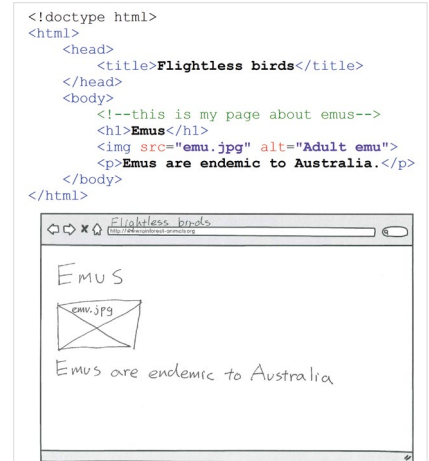 <!doctype html>
<html>
<head>
<title>Flightless birds</title>
</head>
<body>
<!--this is my page about emus-->
<h1>Emus</h1>
<img src="emu.jpg" alt="Adult emu">
<p>Emus are endemic to Australia.</p>
</body>
</html>
Flightless birds
Emus
emu.jpg
Emus are endemic to Australia